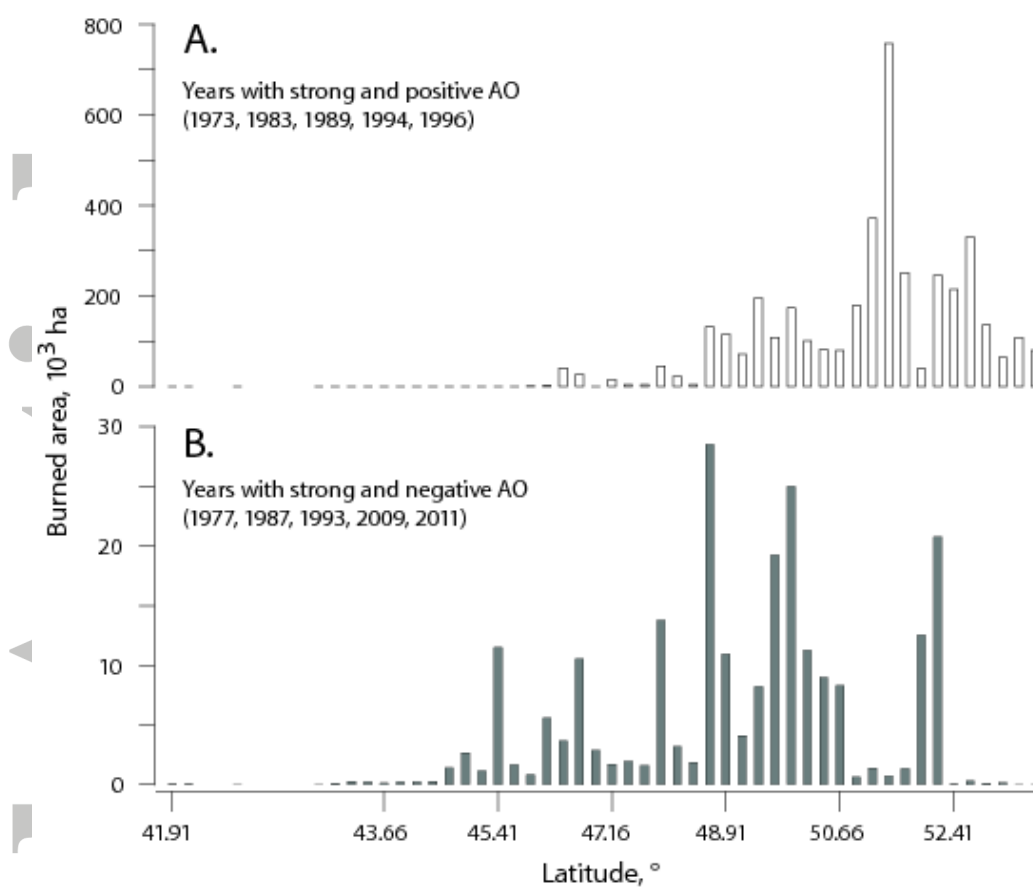 800
A.
Years with strong and positive AO
(1973, 1983, 1989, 1994, 1996)
600
400
200
0
Burned area, 10³ ha
30
B.
Years with strong and negative AO
(1977, 1987, 1993, 2009, 2011)
20
10
0
41.91 43.66 45.41 47.16 48.91 50.66 52.41
Latitude, °